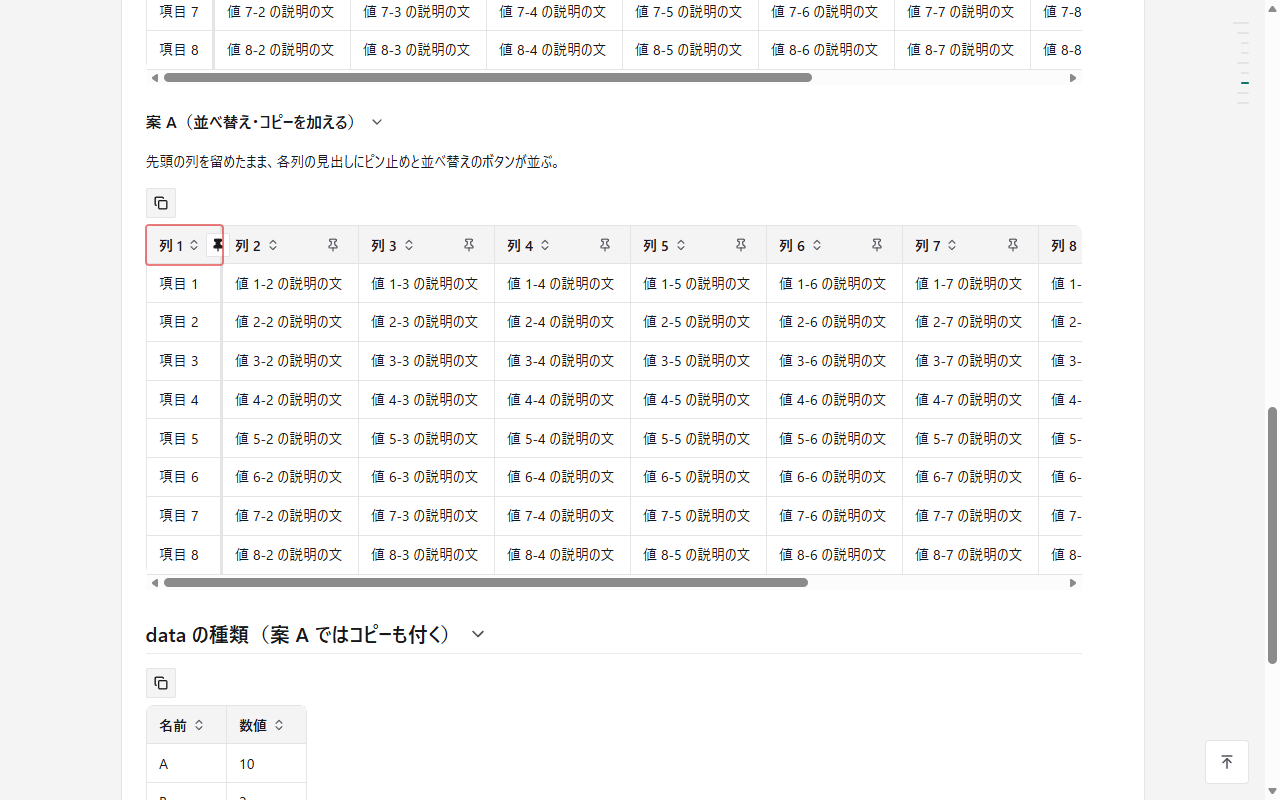 項目 7 値 7-2 の説明の文 値 7-3 の説明の文 値 7-4 の説明の文 値 7-5 の説明の文 値 7-6 の説明の文 値 7-7 の説明の文 値 7-8
項目 8 値 8-2 の説明の文 値 8-3 の説明の文 値 8-4 の説明の文 値 8-5 の説明の文 値 8-6 の説明の文 値 8-7 の説明の文 値 8-8
案 A（並べ替え・コピーを加える）
先頭の列を留めたまま、各列の見出しにピン止めと並べ替えのボタンが並ぶ。
列 1 列 2 列 3 列 4 列 5 列 6 列 7 列 8
項目 1 値 1-2 の説明の文 値 1-3 の説明の文 値 1-4 の説明の文 値 1-5 の説明の文 値 1-6 の説明の文 値 1-7 の説明の文 値 1-
項目 2 値 2-2 の説明の文 値 2-3 の説明の文 値 2-4 の説明の文 値 2-5 の説明の文 値 2-6 の説明の文 値 2-7 の説明の文 値 2-
項目 3 値 3-2 の説明の文 値 3-3 の説明の文 値 3-4 の説明の文 値 3-5 の説明の文 値 3-6 の説明の文 値 3-7 の説明の文 値 3-
項目 4 値 4-2 の説明の文 値 4-3 の説明の文 値 4-4 の説明の文 値 4-5 の説明の文 値 4-6 の説明の文 値 4-7 の説明の文 値 4-
項目 5 値 5-2 の説明の文 値 5-3 の説明の文 値 5-4 の説明の文 値 5-5 の説明の文 値 5-6 の説明の文 値 5-7 の説明の文 値 5-
項目 6 値 6-2 の説明の文 値 6-3 の説明の文 値 6-4 の説明の文 値 6-5 の説明の文 値 6-6 の説明の文 値 6-7 の説明の文 値 6-
項目 7 値 7-2 の説明の文 値 7-3 の説明の文 値 7-4 の説明の文 値 7-5 の説明の文 値 7-6 の説明の文 値 7-7 の説明の文 値 7-
項目 8 値 8-2 の説明の文 値 8-3 の説明の文 値 8-4 の説明の文 値 8-5 の説明の文 値 8-6 の説明の文 値 8-7 の説明の文 値 8-
data の種類（案 A ではコピーも付く）
名前 数値
A 10